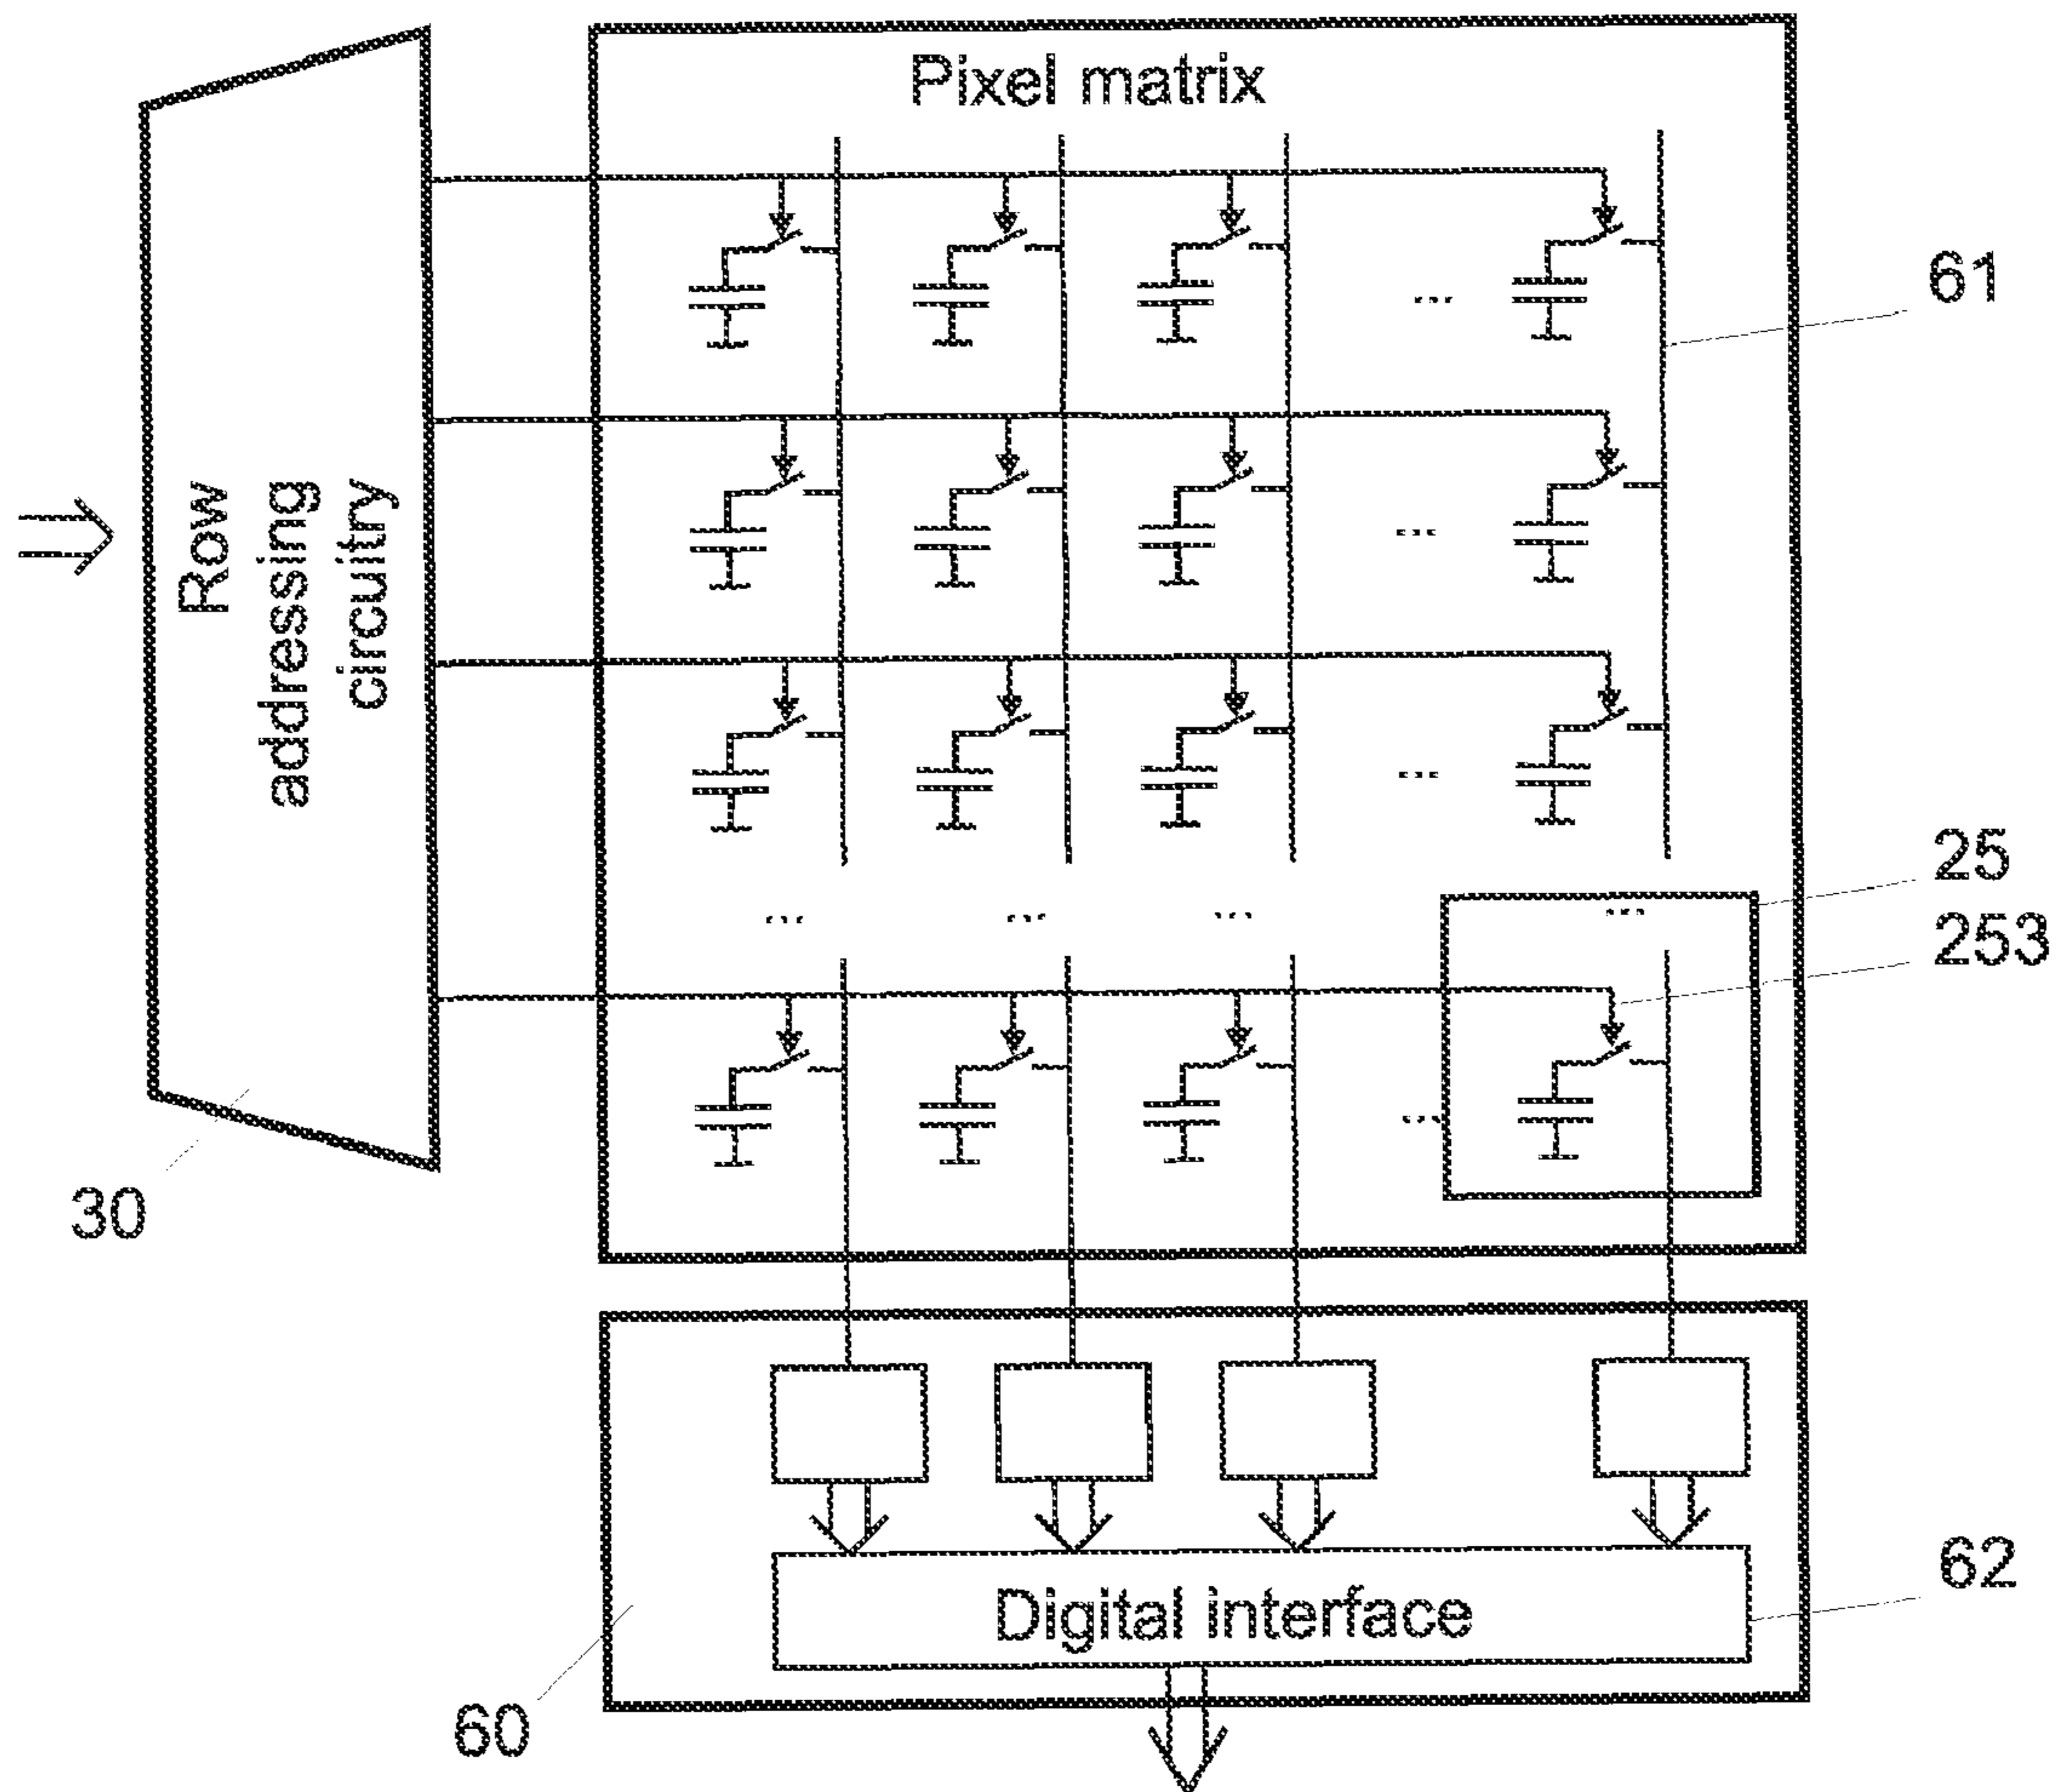 Pixel matrix
Row
addressing
circuitry
61
...
...
...
25
... ... ... ...
253
...
30
Digital interface
62
60